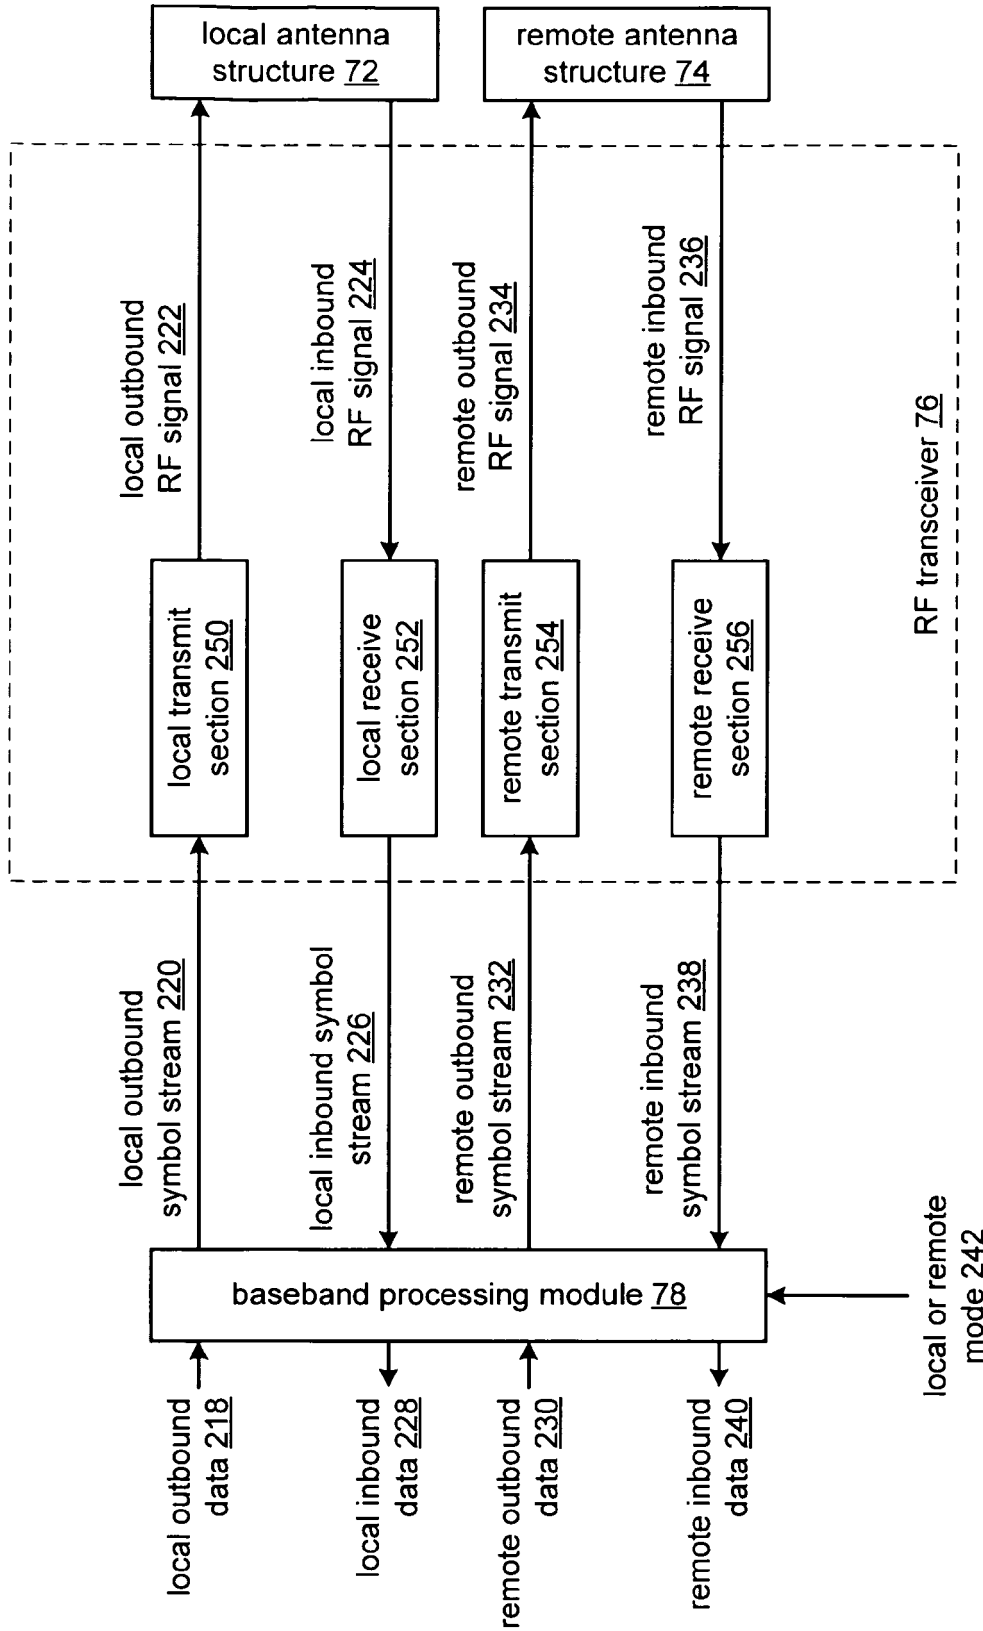 local antenna
structure 72
remote antenna
structure 74
local outbound
RF signal 222
local inbound
RF signal 224
remote outbound
RF signal 234
remote inbound
RF signal 236
local transmit
section 250
local receive
section 252
remote transmit
section 254
remote receive
section 256
RF transceiver 76
local outbound
symbol stream 220
local inbound symbol
stream 226
remote outbound
symbol stream 232
remote inbound
symbol stream 238
baseband processing module 78
local outbound
data 218
local inbound
data 228
remote outbound
data 230
remote inbound
data 240
local or remote
mode 242